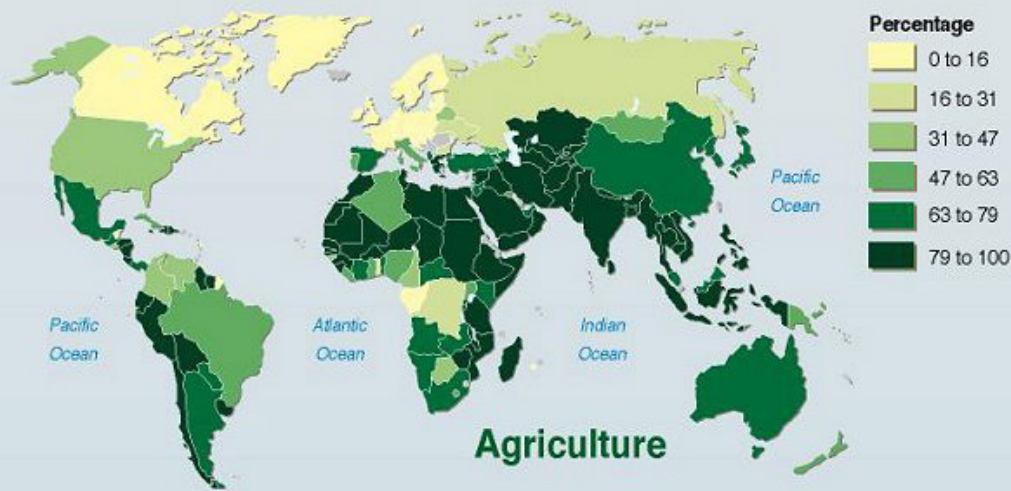 Percentage
0 to 16
16 to 31
31 to 47
47 to 63
63 to 79
79 to 100
Pacific
Ocean
Pacific
Ocean
Atlantic
Ocean
Indian
Ocean
Agriculture